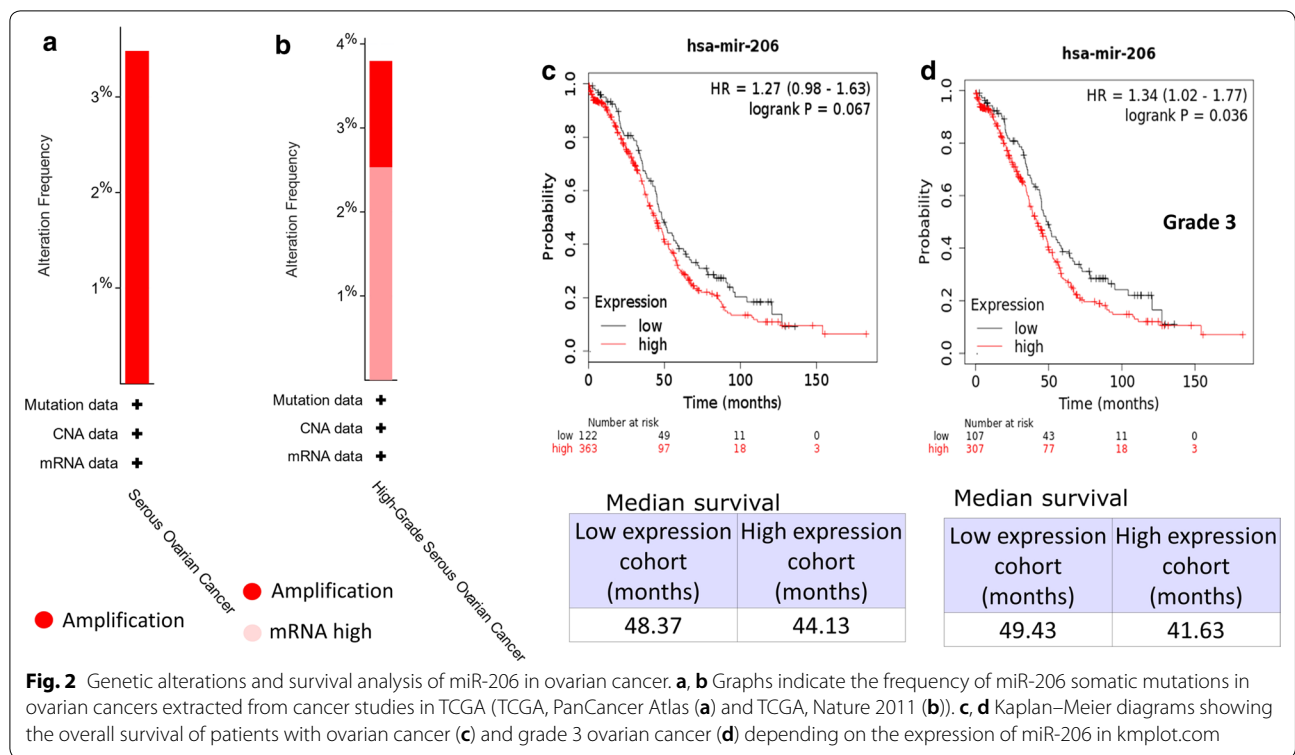 a
Alteration Frequency
3%
2%
1%
Mutation data +
CNA data +
mRNA data +
Serous Ovarian Cancer
Amplification
b
Alteration Frequency
4%
3%
2%
1%
Mutation data +
CNA data +
mRNA data +
High-Grade Serous Ovarian Cancer
Amplification
mRNA high
c
hsa-mir-206
HR = 1.27 (0.98 - 1.63)
logrank P = 0.067
Probability
1.0
0.8
0.6
0.4
0.2
0.0
Expression
low
high
0 50 100 150
Time (months)
Number at risk
low 122 49 11 0
high 363 97 18 3
Median survival
Low expression cohort (months)
High expression cohort (months)
48.37 44.13
d
hsa-mir-206
HR = 1.34 (1.02 - 1.77)
logrank P = 0.036
Grade 3
Probability
1.0
0.8
0.6
0.4
0.2
0.0
Expression
low
high
0 50 100 150
Time (months)
Number at risk
low 107 43 11 0
high 307 77 18 3
Median survival
Low expression cohort (months)
High expression cohort (months)
49.43 41.63
Fig. 2 Genetic alterations and survival analysis of miR-206 in ovarian cancer. a, b Graphs indicate the frequency of miR-206 somatic mutations in
ovarian cancers extracted from cancer studies in TCGA (TCGA, PanCancer Atlas (a) and TCGA, Nature 2011 (b)). c, d Kaplan–Meier diagrams showing
the overall survival of patients with ovarian cancer (c) and grade 3 ovarian cancer (d) depending on the expression of miR-206 in kmplot.com